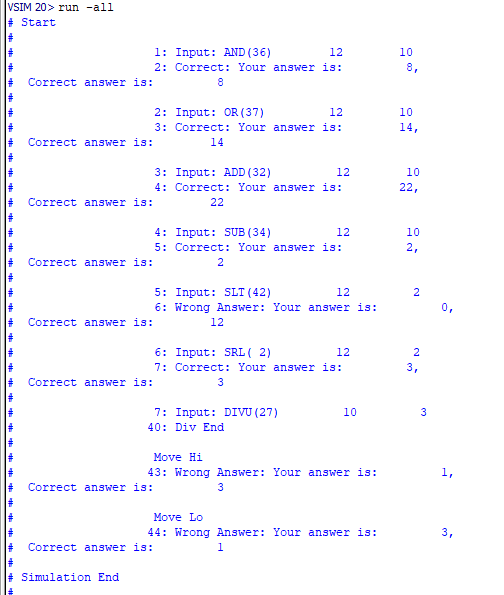 VSIM 20> run -all
# Start
#
# 1: Input: AND(36) 12 10
# 2: Correct: Your answer is: 8,
# Correct answer is: 8
#
# 2: Input: OR(37) 12 10
# 3: Correct: Your answer is: 14,
# Correct answer is: 14
#
# 3: Input: ADD(32) 12 10
# 4: Correct: Your answer is: 22,
# Correct answer is: 22
#
# 4: Input: SUB(34) 12 10
# 5: Correct: Your answer is: 2,
# Correct answer is: 2
#
# 5: Input: SLT(42) 12 2
# 6: Wrong Answer: Your answer is: 0,
# Correct answer is: 12
#
# 6: Input: SRL( 2) 12 2
# 7: Correct: Your answer is: 3,
# Correct answer is: 3
#
# 7: Input: DIVU(27) 10 3
# 40: Div End
#
# Move Hi
# 43: Wrong Answer: Your answer is: 1,
# Correct answer is: 3
#
# Move Lo
# 44: Wrong Answer: Your answer is: 3,
# Correct answer is: 1
#
# Simulation End
#